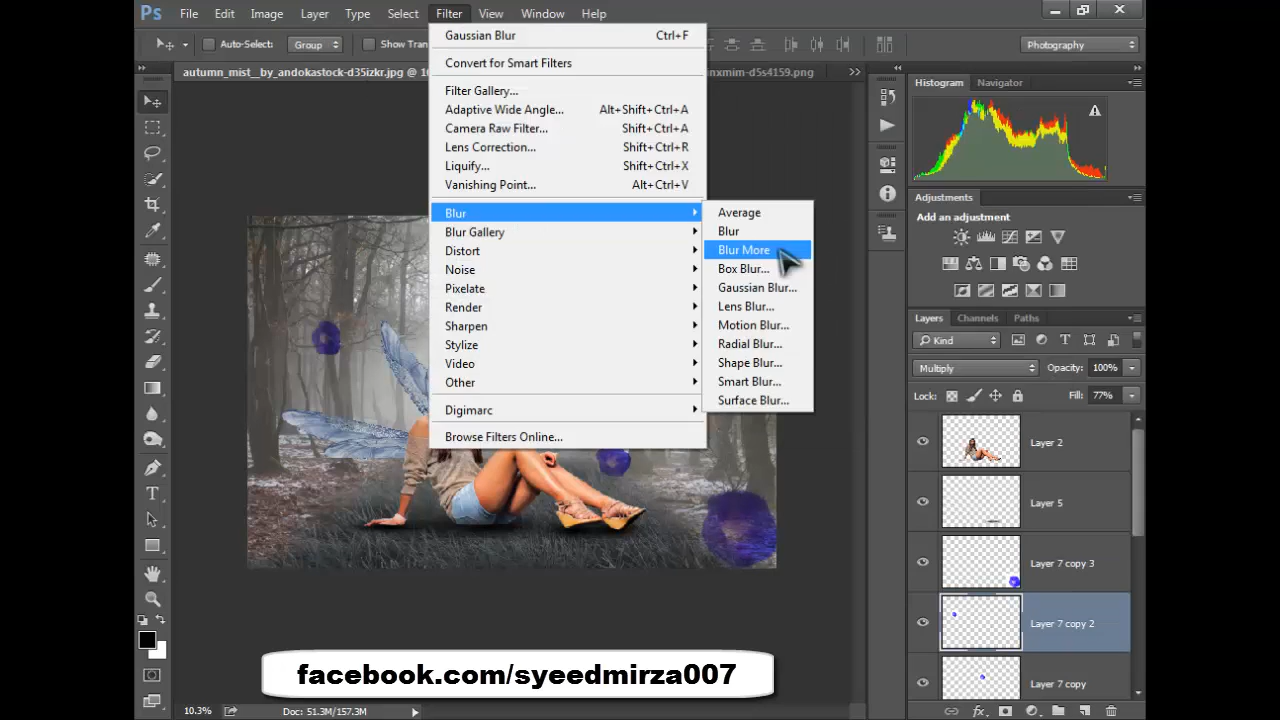 Ps File Edit Image Layer Type Select Filter View Window Help
Auto-Select: Group Show Tran Photography
autumn_mist__by_andokastock-d35izkr.jpg @ 1 inxmim-d5s4159.png
Gaussian Blur Ctrl+F
Convert for Smart Filters
Filter Gallery...
Adaptive Wide Angle... Alt+Shift+Ctrl+A
Camera Raw Filter... Shift+Ctrl+A
Lens Correction... Shift+Ctrl+R
Liquify... Shift+Ctrl+X
Vanishing Point... Alt+Ctrl+V
Blur
Blur Gallery
Distort
Noise
Pixelate
Render
Sharpen
Stylize
Video
Other
Digimarc
Browse Filters Online...
Average
Blur
Blur More
Box Blur...
Gaussian Blur...
Lens Blur...
Motion Blur...
Radial Blur...
Shape Blur...
Smart Blur...
Surface Blur...
Histogram Navigator
Adjustments
Add an adjustment
Layers Channels Paths
Kind
Multiply Opacity: 100%
Lock: Fill: 77%
Layer 2
Layer 5
Layer 7 copy 3
Layer 7 copy 2
Layer 7 copy
facebook.com/syeedmirza007
10.3% Doc: 51.3M/157.3M